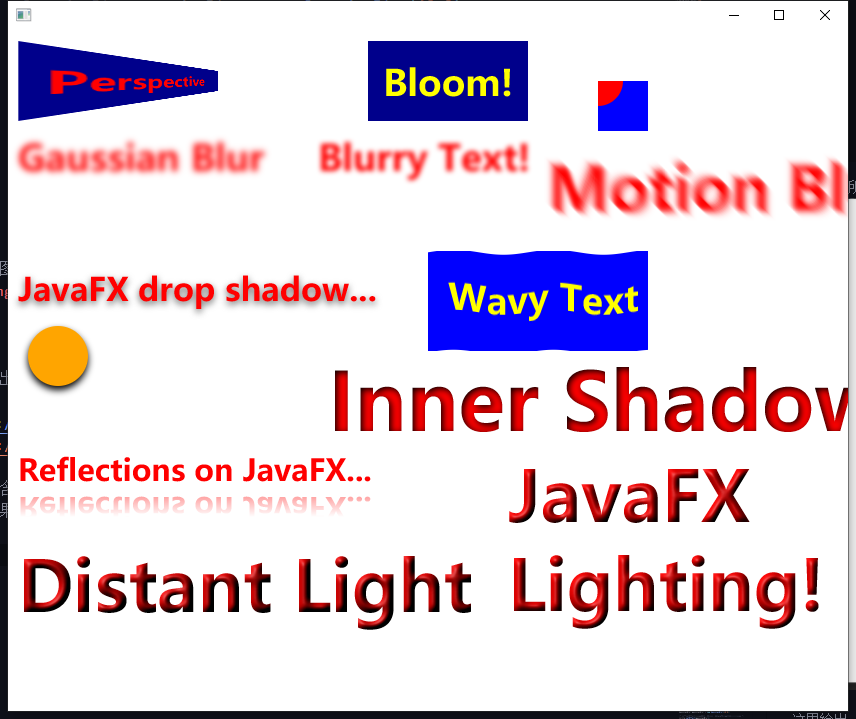 Perspective
Bloom!
Gaussian Blur
Blurry Text!
Motion Bl
JavaFX drop shadow...
Wavy Text
Inner Shadow
Reflections on JavaFX...
JavaFX
Distant Light
Lighting!